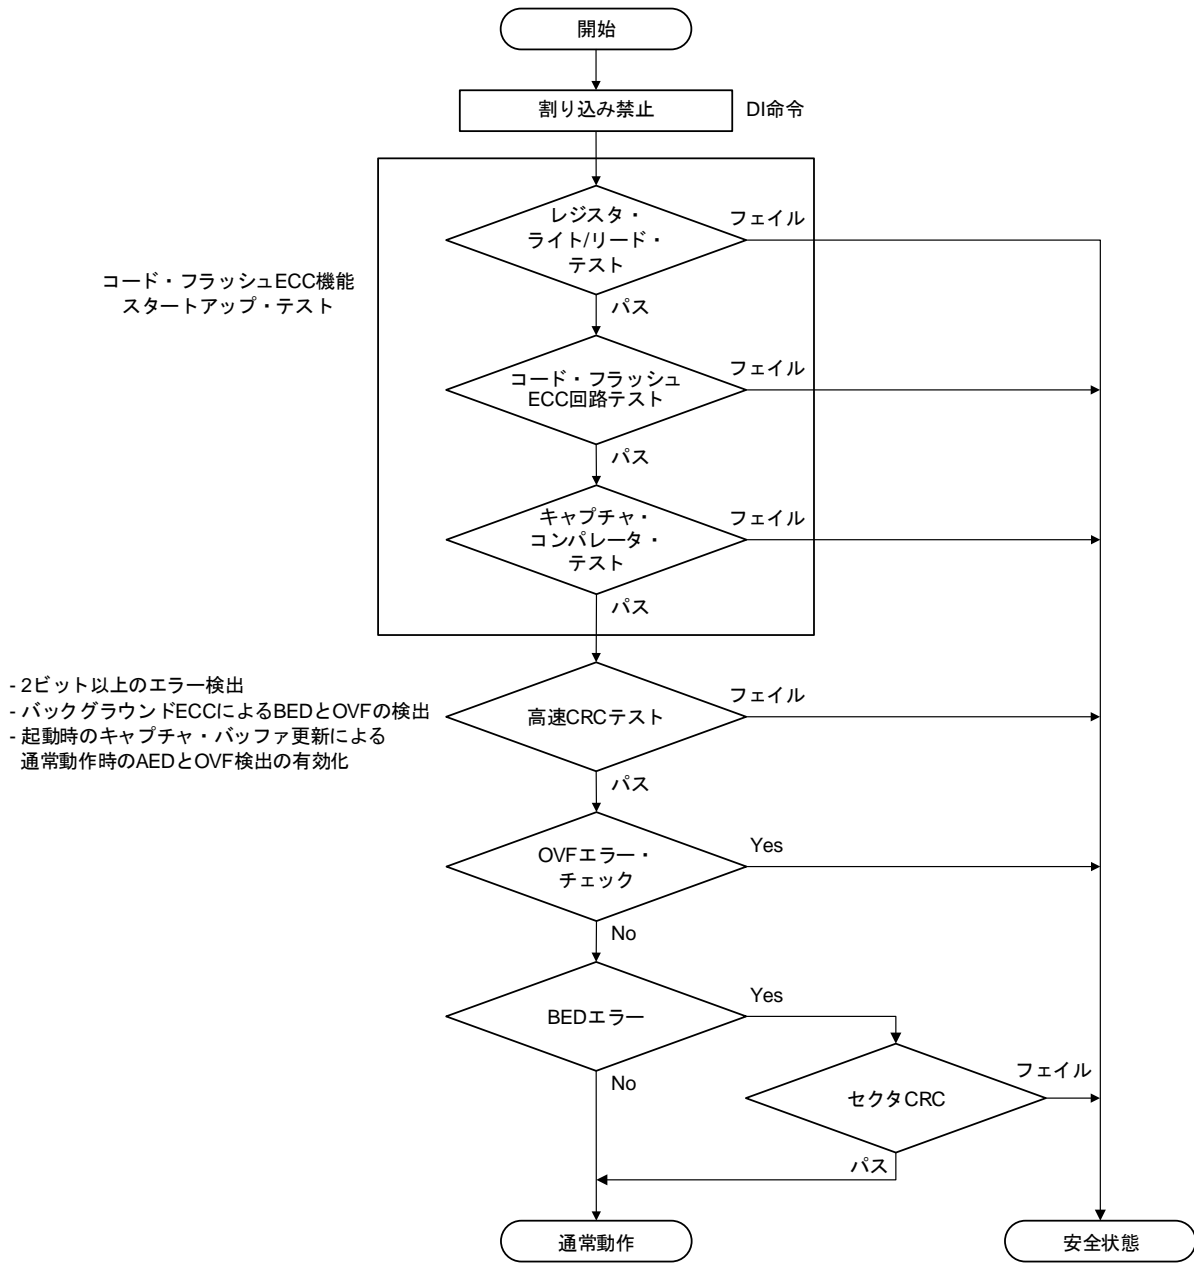 開始
割り込み禁止
DI命令
レジスタ・
ライト/リード・
テスト
フェイル
コード・フラッシュECC機能
スタートアップ・テスト
パス
コード・フラッシュ
ECC回路テスト
フェイル
パス
キャプチャ・
コンパレータ・
テスト
フェイル
パス
- 2ビット以上のエラー検出
- バックグラウンドECCによるBEDとOVFの検出
- 起動時のキャプチャ・バッファ更新による
通常動作時のAEDとOVF検出の有効化
高速CRCテスト
フェイル
パス
OVFエラー・
チェック
Yes
No
BEDエラー
Yes
No
セクタCRC
フェイル
パス
通常動作
安全状態